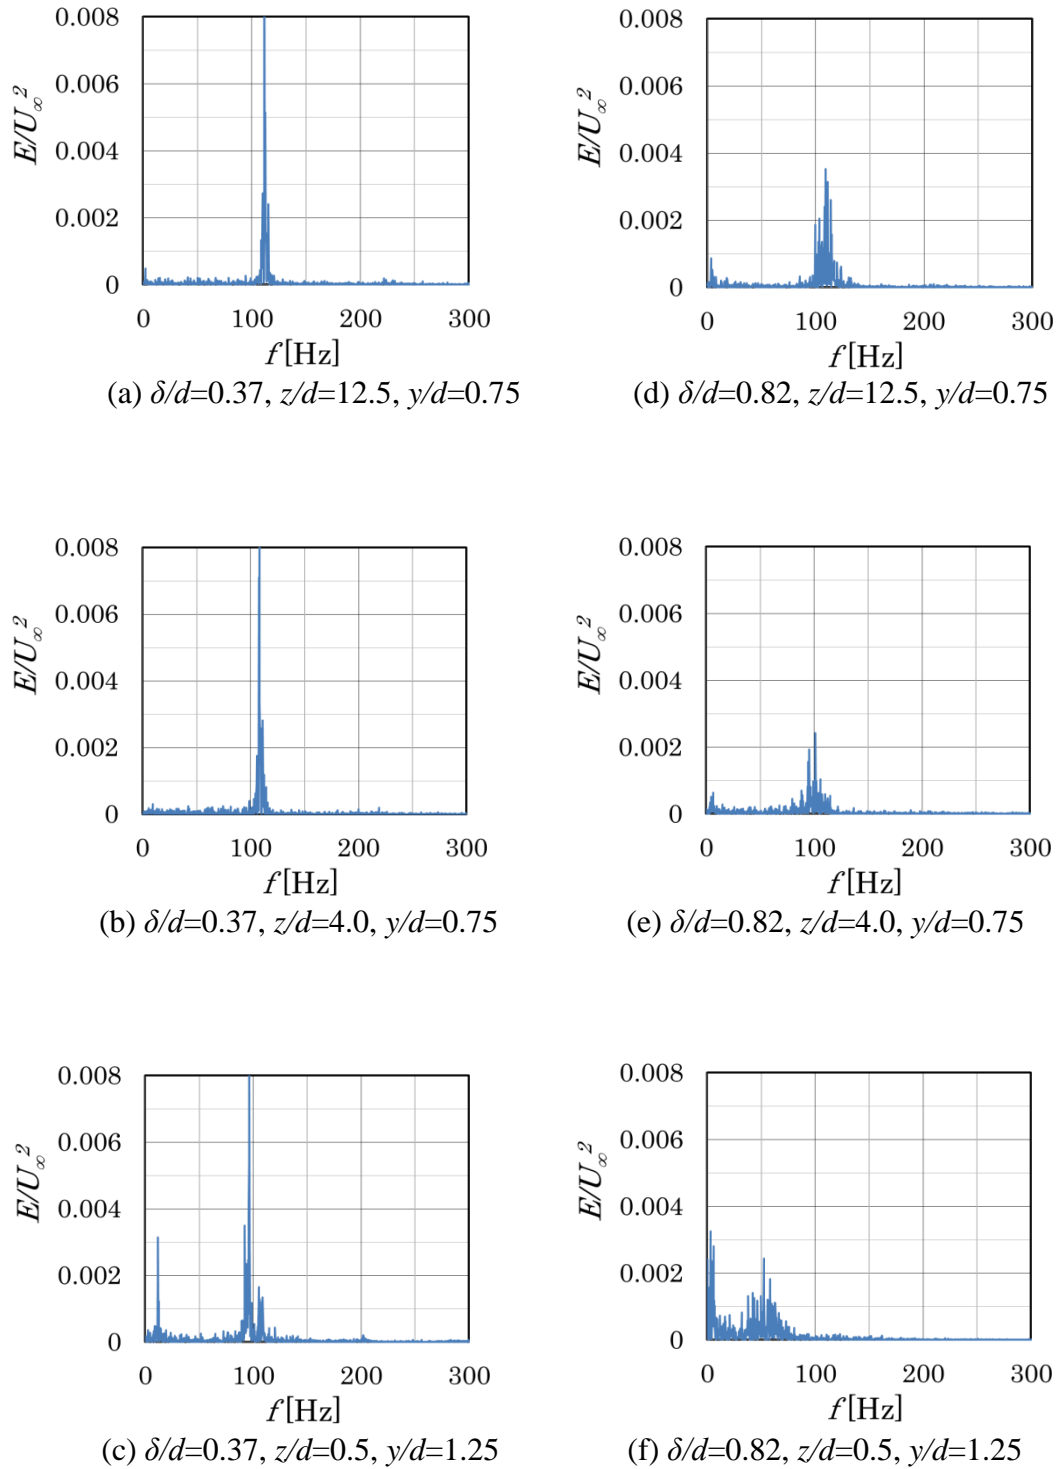 0.008
0.006
0.004
0.002
0
E/U∞²
0 100 200 300
f [Hz]
(a) δ/d=0.37, z/d=12.5, y/d=0.75
0.008
0.006
0.004
0.002
0
E/U∞²
0 100 200 300
f [Hz]
(d) δ/d=0.82, z/d=12.5, y/d=0.75
0.008
0.006
0.004
0.002
0
E/U∞²
0 100 200 300
f [Hz]
(b) δ/d=0.37, z/d=4.0, y/d=0.75
0.008
0.006
0.004
0.002
0
E/U∞²
0 100 200 300
f [Hz]
(e) δ/d=0.82, z/d=4.0, y/d=0.75
0.008
0.006
0.004
0.002
0
E/U∞²
0 100 200 300
f [Hz]
(c) δ/d=0.37, z/d=0.5, y/d=1.25
0.008
0.006
0.004
0.002
0
E/U∞²
0 100 200 300
f [Hz]
(f) δ/d=0.82, z/d=0.5, y/d=1.25